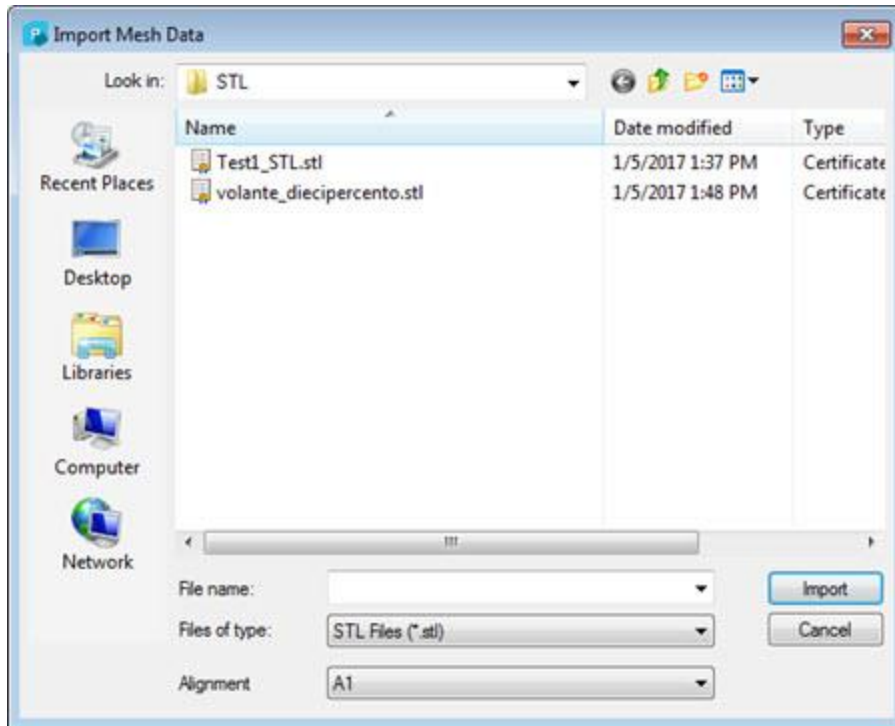 Import Mesh Data
Look in: STL
Name Date modified Type
Test1_STL.stl 1/5/2017 1:37 PM Certificate
volante_diecipercento.stl 1/5/2017 1:48 PM Certificate
Recent Places
Desktop
Libraries
Computer
Network
File name: Import
Files of type: STL Files (*.stl) Cancel
Alignment A1